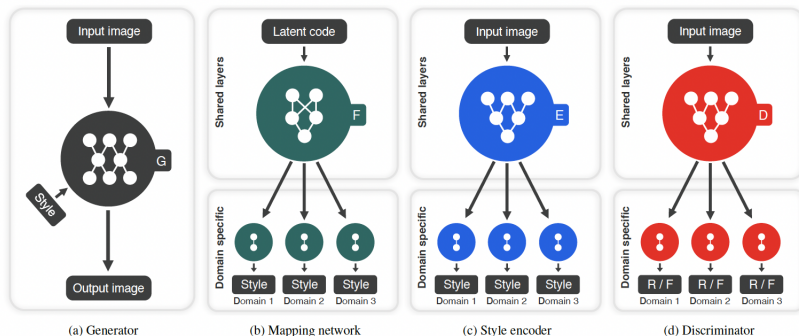 Input image
G
Style
Output image
(a) Generator
Latent code
Shared layers
F
Domain specific
Style Style Style
Domain 1 Domain 2 Domain 3
(b) Mapping network
Input image
Shared layers
E
Domain specific
Style Style Style
Domain 1 Domain 2 Domain 3
(c) Style encoder
Input image
Shared layers
D
Domain specific
R / F R / F R / F
Domain 1 Domain 2 Domain 3
(d) Discriminator